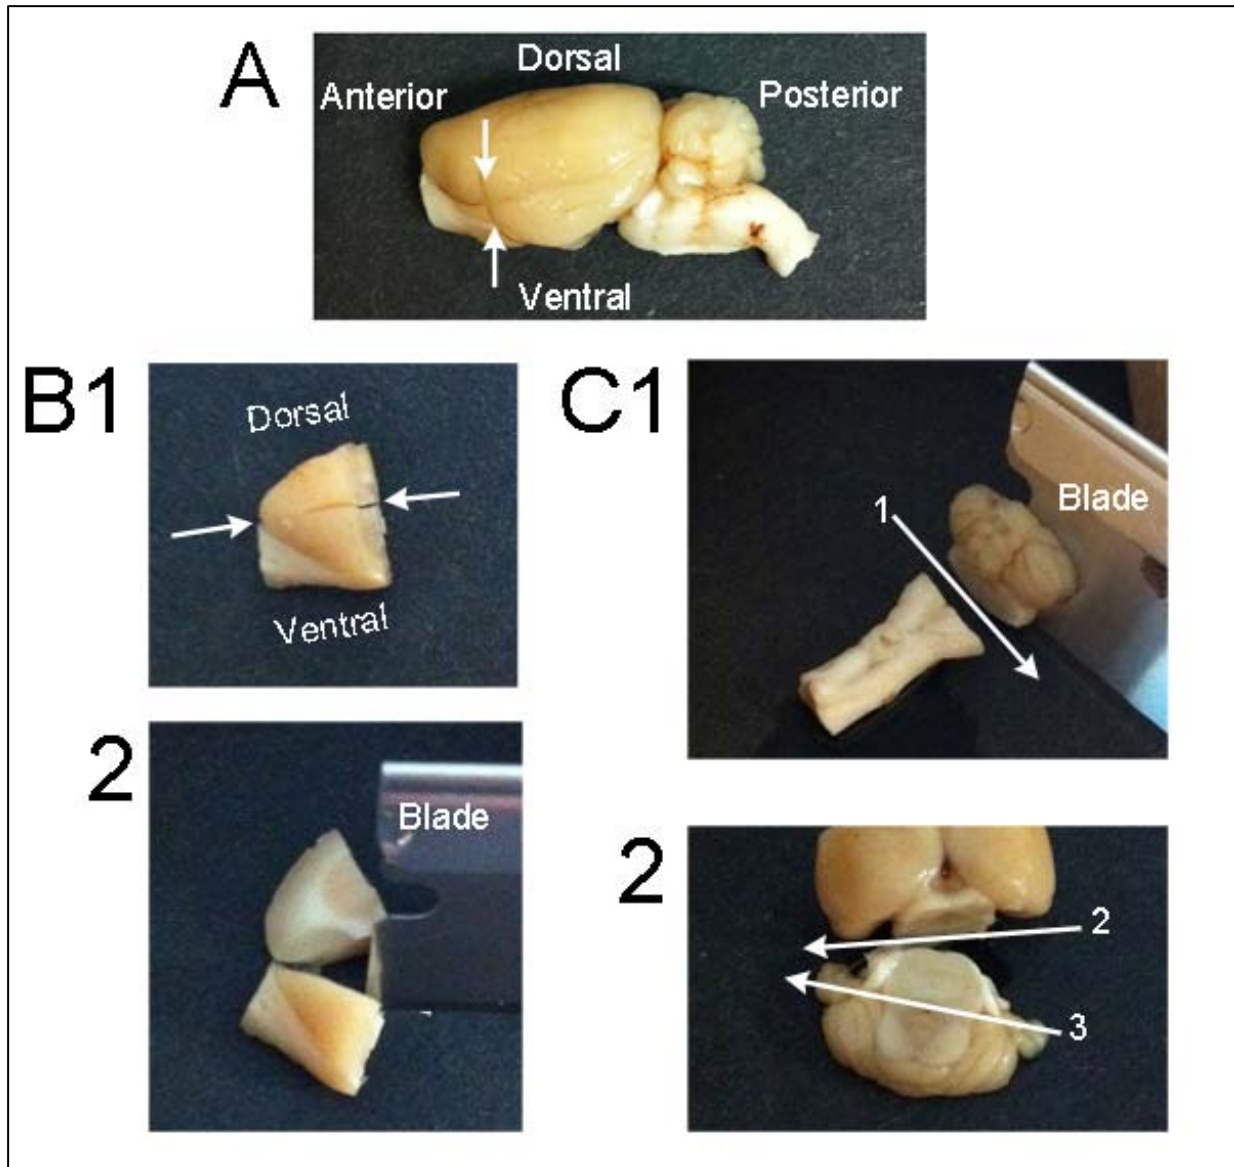 A
Dorsal
Anterior
Posterior
Ventral
B1
Dorsal
Ventral
C1
Blade
1
2
Blade
2
2
3